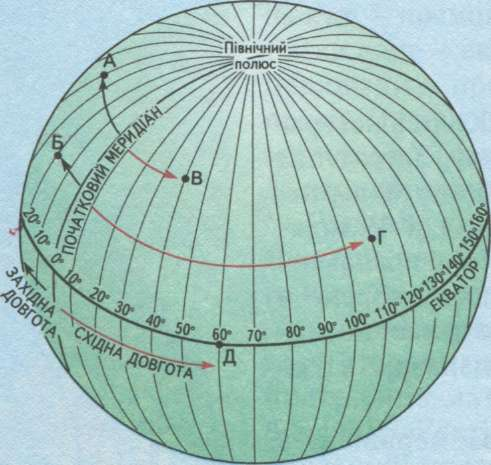 Північний
полюс
А
Б
В
Г
ПОЧАТКОВИЙ МЕРИДІАН
20° 10° 0° 10° 20° 30° 40° 50° 60° 70° 80° 90° 100° 110° 120° 130° 140° 150° 160°
ЕКВАТОР
Д
ЗАХІДНА
ДОВГОТА
СХІДНА ДОВГОТА